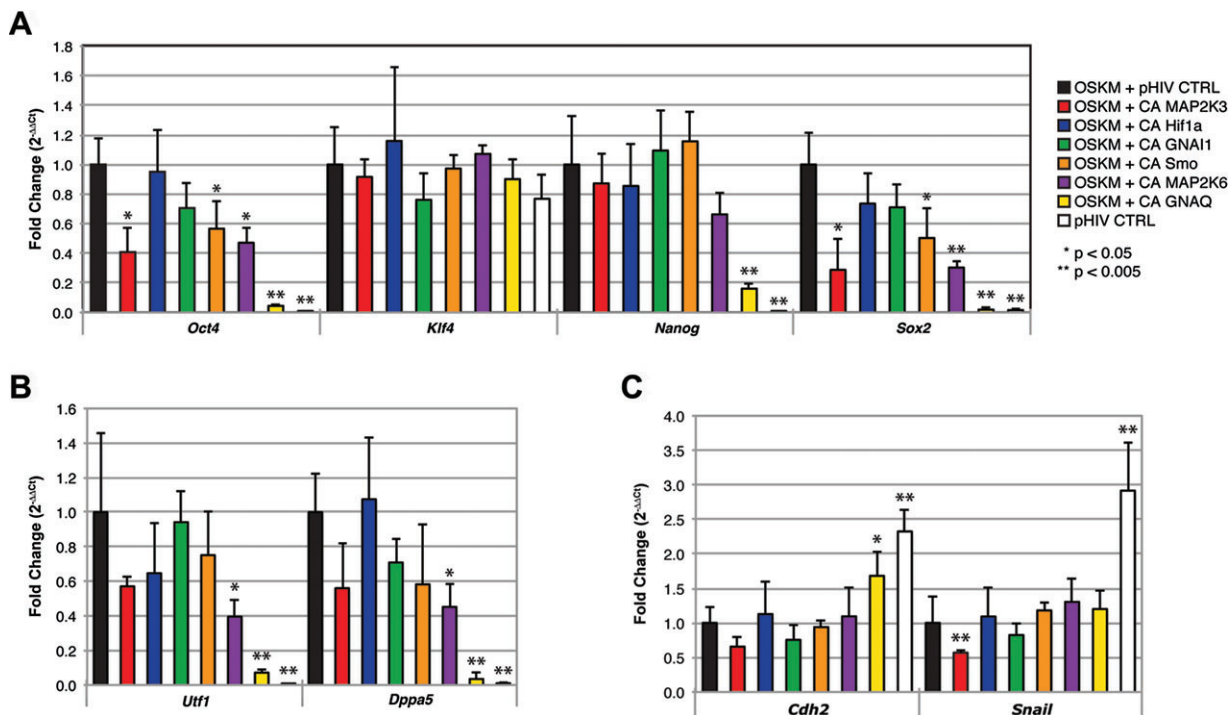 A
Fold Change (2-ΔΔCt)
1.8
1.6
1.4
1.2
1.0
0.8
0.6
0.4
0.2
0.0
* * * ** ** ** ** * * ** ** **
Oct4 Klf4 Nanog Sox2
OSKM + pHIV CTRL
OSKM + CA MAP2K3
OSKM + CA Hif1a
OSKM + CA GNAI1
OSKM + CA Smo
OSKM + CA MAP2K6
OSKM + CA GNAQ
pHIV CTRL
* p < 0.05
** p < 0.005
B
Fold Change (2-ΔΔCt)
1.6
1.4
1.2
1.0
0.8
0.6
0.4
0.2
0.0
* ** ** * ** **
Utf1 Dppa5
C
Fold Change (2-ΔΔCt)
4.0
3.5
3.0
2.5
2.0
1.5
1.0
0.5
0.0
* ** ** **
Cdh2 Snail